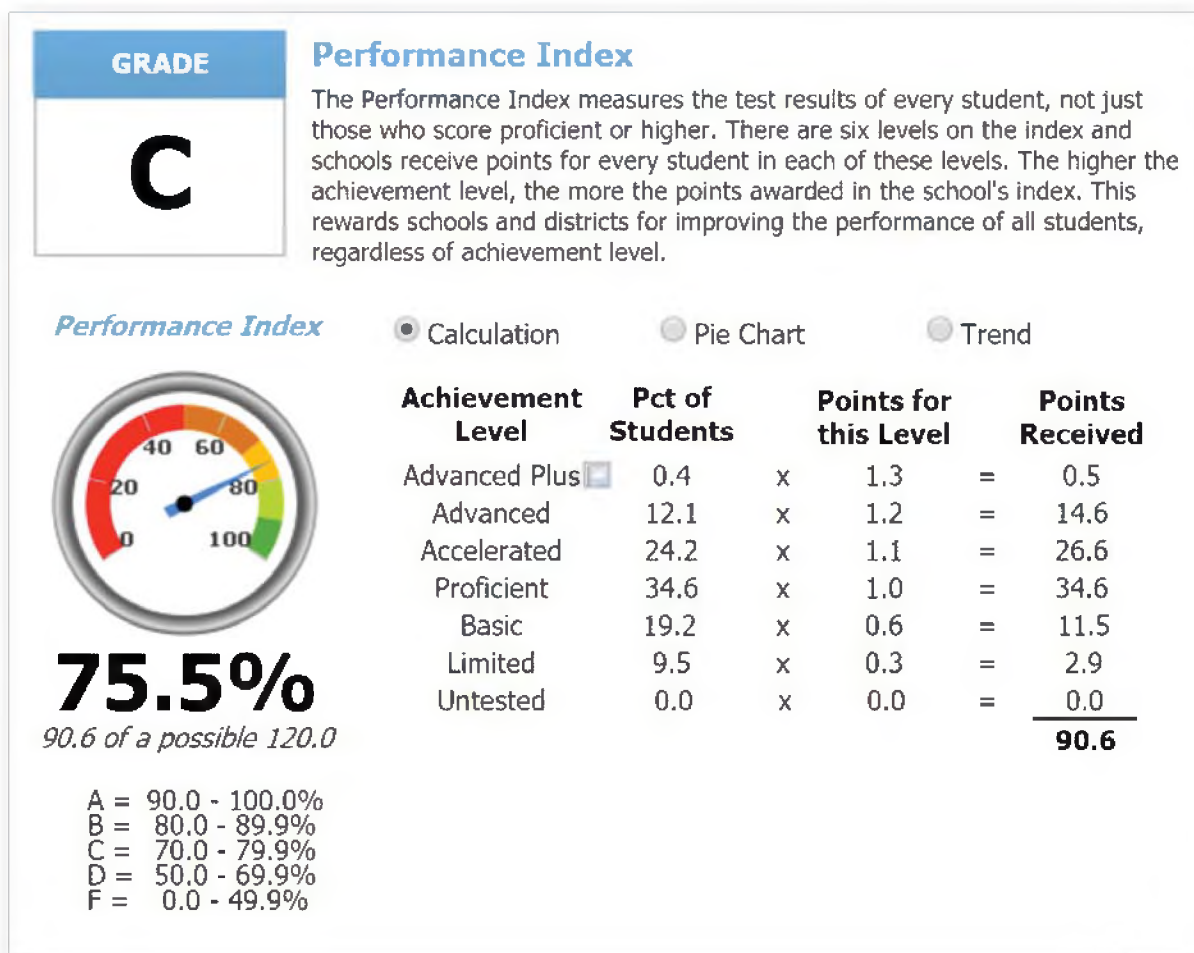 GRADE
C
Performance Index
The Performance Index measures the test results of every student, not just
those who score proficient or higher. There are six levels on the index and
schools receive points for every student in each of these levels. The higher the
achievement level, the more the points awarded in the school's index. This
rewards schools and districts for improving the performance of all students,
regardless of achievement level.
Performance Index
0
20
40
60
80
100
75.5%
90.6 of a possible 120.0
A = 90.0 - 100.0%
B = 80.0 - 89.9%
C = 70.0 - 79.9%
D = 50.0 - 69.9%
F = 0.0 - 49.9%
Calculation Pie Chart Trend
Achievement Pct of Points for Points
Level Students this Level Received
Advanced Plus 0.4 x 1.3 = 0.5
Advanced 12.1 x 1.2 = 14.6
Accelerated 24.2 x 1.1 = 26.6
Proficient 34.6 x 1.0 = 34.6
Basic 19.2 x 0.6 = 11.5
Limited 9.5 x 0.3 = 2.9
Untested 0.0 x 0.0 = 0.0
90.6